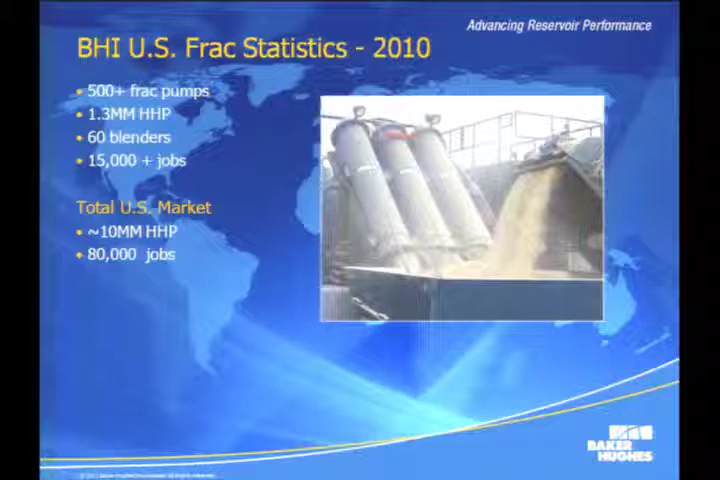 Advancing Reservoir Performance
BHI U.S. Frac Statistics - 2010
• 500+ frac pumps
• 1.3MM HHP
• 60 blenders
• 15,000 + jobs
Total U.S. Market
• ~10MM HHP
• 80,000 jobs
BAKER
HUGHES